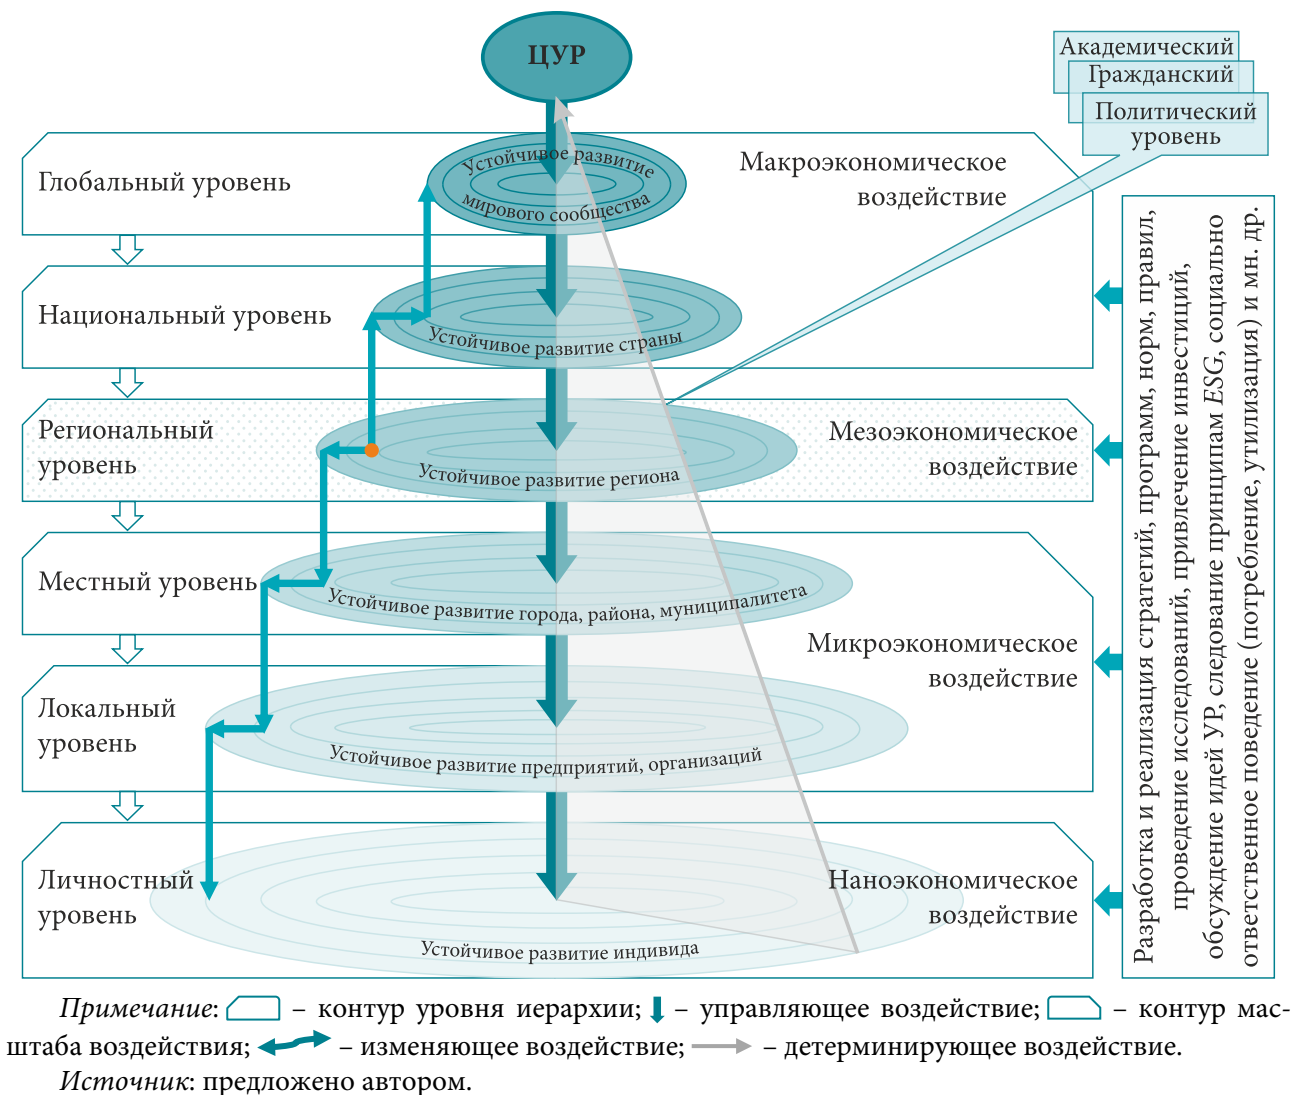 ЦУР
Академический
Гражданский
Политический
уровень
Глобальный уровень
Устойчивое развитие
мирового сообщества
Макроэкономическое
воздействие
Национальный уровень
Устойчивое развитие страны
Региональный
уровень
Устойчивое развитие региона
Мезоэкономическое
воздействие
Местный уровень
Устойчивое развитие города, района, муниципалитета
Микроэкономическое
воздействие
Локальный
уровень
Устойчивое развитие предприятий, организаций
Личностный
уровень
Устойчивое развитие индивида
Наноэкономическое
воздействие
Разработка и реализация стратегий, программ, норм, правил,
проведение исследований, привлечение инвестиций,
обсуждение идей УР, следование принципам ESG, социально
ответственное поведение (потребление, утилизация) и мн. др.
Примечание: – контур уровня иерархии; – управляющее воздействие; – контур мас-
штаба воздействия; – изменяющее воздействие; – детерминирующее воздействие.
Источник: предложено автором.